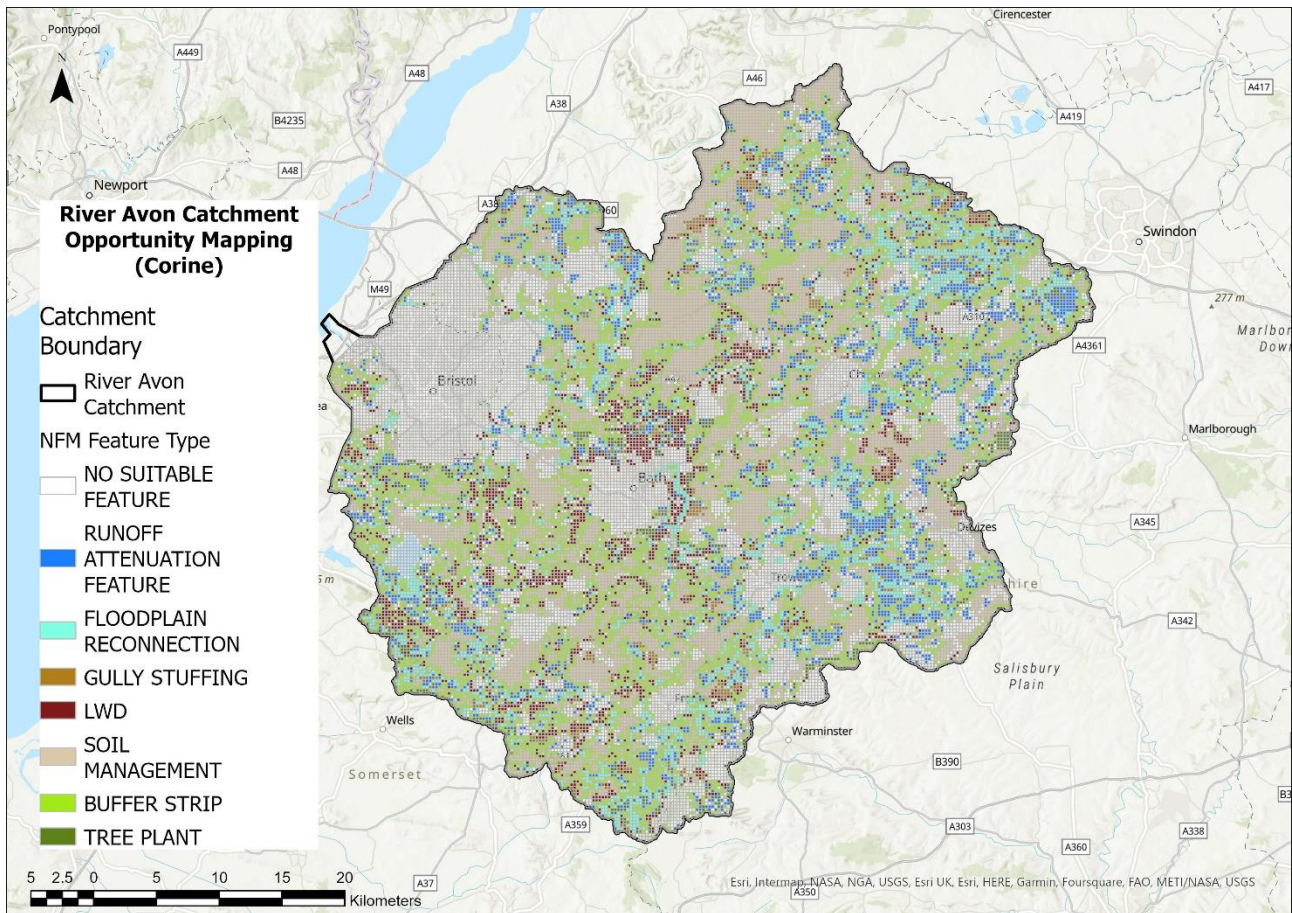 Pontypool
A449
N
A48
A46
Cirencester
A417
B4235
A38
A419
A48
Newport
A38
Swindon
River Avon Catchment
Opportunity Mapping
(Corine)
M49
277 m
A310
Catchment
Boundary
A4361
River Avon
Catchment
Bristol
NFM Feature Type
Marlborough
NO SUITABLE
FEATURE
Bath
RUNOFF
ATTENUATION
FEATURE
A345
FLOODPLAIN
RECONNECTION
A342
GULLY STUFFING
Salisbury
Plain
LWD
Wells
Warminster
SOIL
MANAGEMENT
B390
Somerset
BUFFER STRIP
A359
A303
A338
TREE PLANT
A360
5 2.5 0 5 10 15 20
Kilometers
A37
A350
Esri, Intermap, NASA, NGA, USGS, Esri UK, Esri, HERE, Garmin, Foursquare, FAO, METI/NASA, USGS